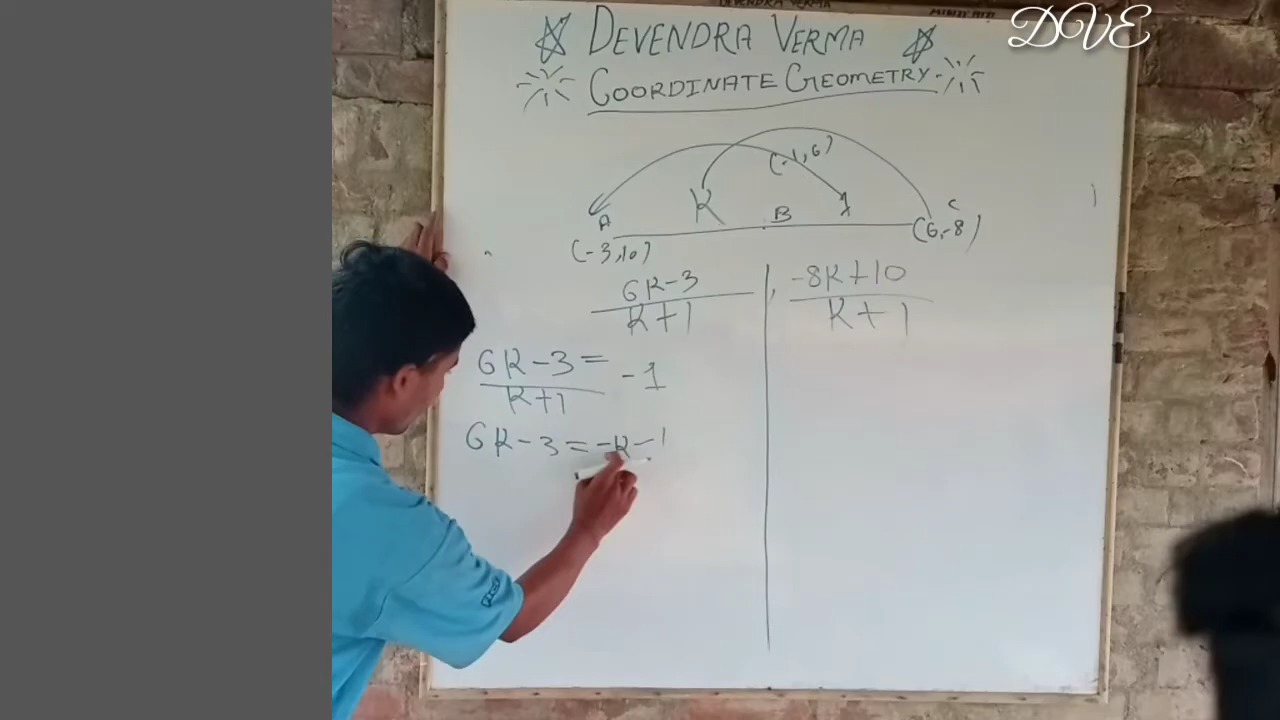 DVE
DEVENDRA VERMA
COORDINATE GEOMETRY
(-1,6)
A K B 1 C
(-3,10) (6,-8)
6K-3 / K+1 , -8K+10 / K+1
6K-3 / K+1 = -1
6K-3=-K-1